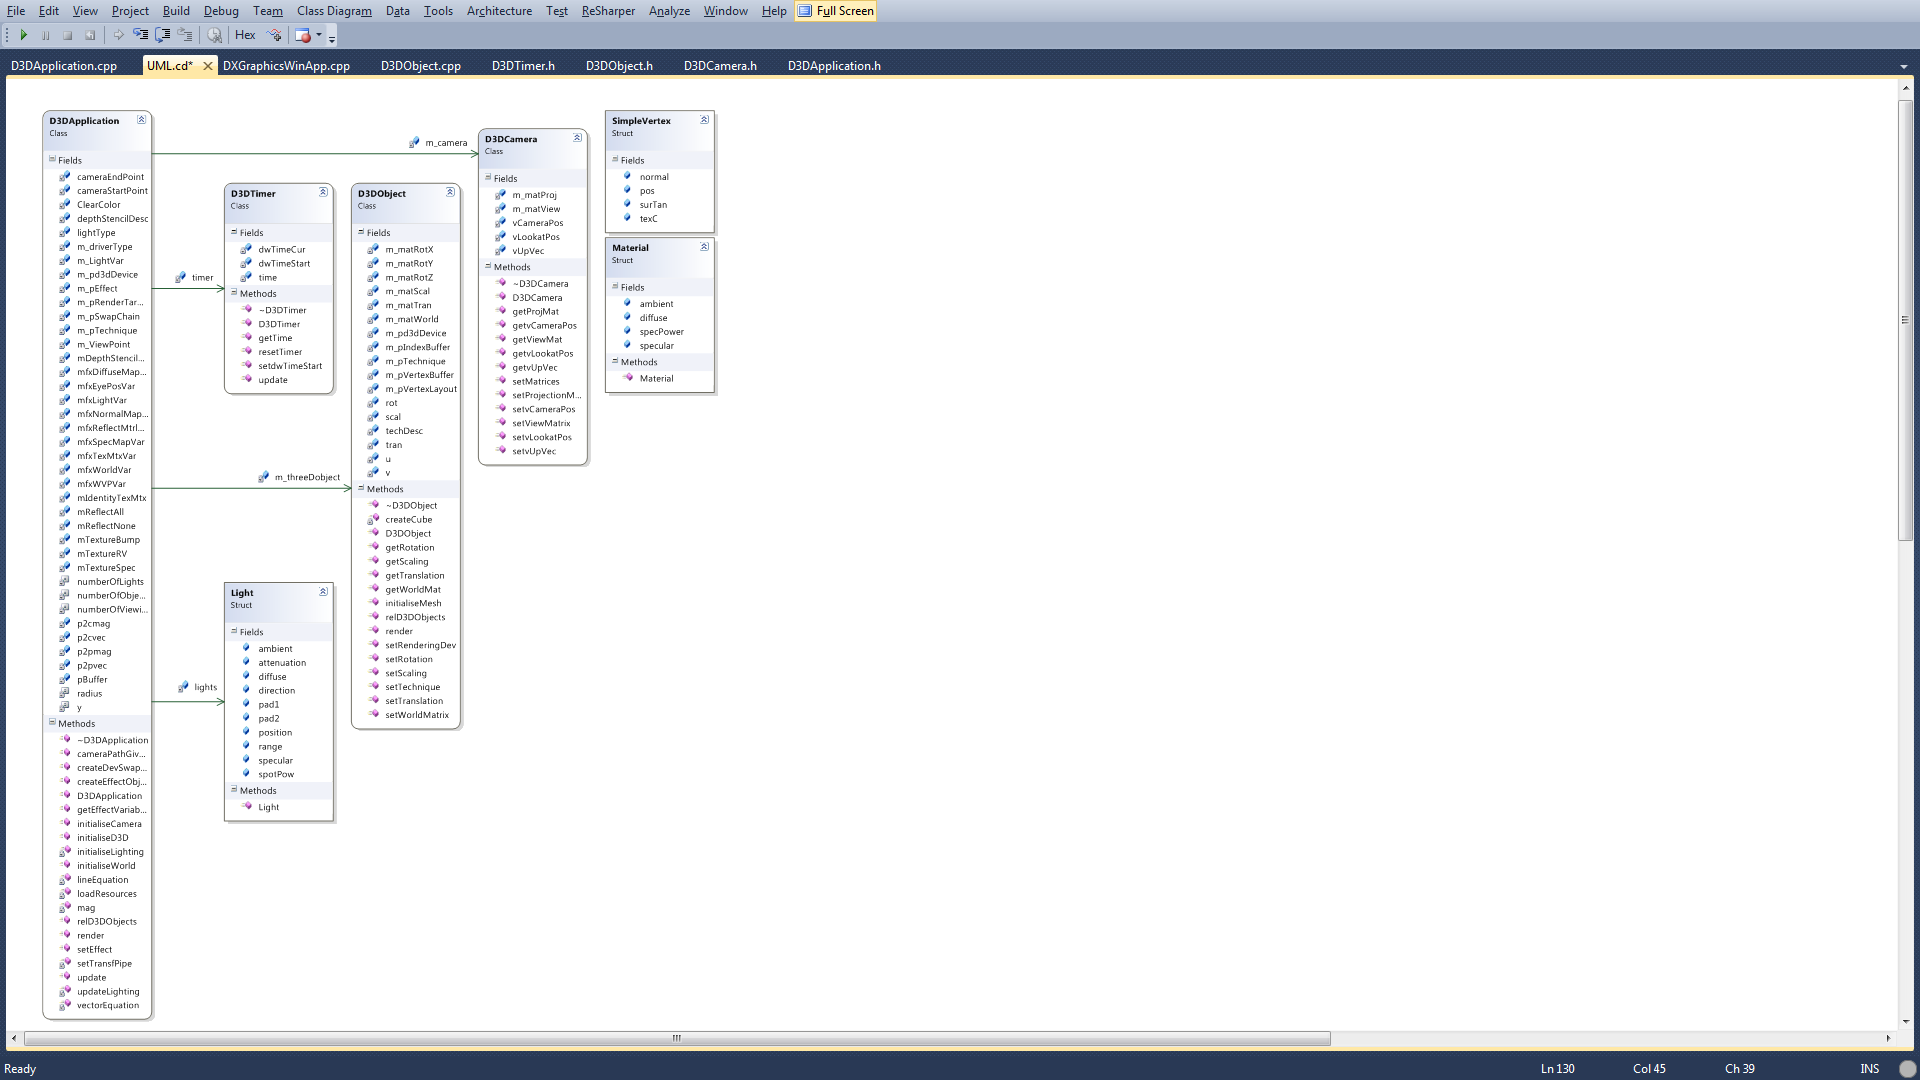 File Edit View Project Build Debug Team Class Diagram Data Tools Architecture Test ReSharper Analyze Window Help Full Screen
Hex
D3DApplication.cpp UML.cd* DXGraphicsWinApp.cpp D3DObject.cpp D3DTimer.h D3DObject.h D3DCamera.h D3DApplication.h
D3DApplication
Class
Fields
cameraEndPoint
cameraStartPoint
ClearColor
depthStencilDesc
lightType
m_driverType
m_LightVar
m_pd3dDevice
m_pEffect
m_pRenderTar...
m_pSwapChain
m_pTechnique
m_ViewPoint
mDepthStencil...
mfxDiffuseMap...
mfxEyePosVar
mfxLightVar
mfxNormalMap...
mfxReflectMtrl...
mfxSpecMapVar
mfxTexMtxVar
mfxWorldVar
mfxWVPVar
mIdentityTexMtx
mReflectAll
mReflectNone
mTextureBump
mTextureRV
mTextureSpec
numberOfLights
numberOfObje...
numberOfViewi...
p2cmag
p2cvec
p2pmag
p2pvec
pBuffer
radius
y
Methods
~D3DApplication
cameraPathGiv...
createDevSwap...
createEffectObj...
D3DApplication
getEffectVariab...
initialiseCamera
initialiseD3D
initialiseLighting
initialiseWorld
lineEquation
loadResources
mag
relD3DObjects
render
setEffect
setTransfPipe
update
updateLighting
vectorEquation
m_camera
timer
m_threeDobject
lights
D3DTimer
Class
Fields
dwTimeCur
dwTimeStart
time
Methods
~D3DTimer
D3DTimer
getTime
resetTimer
setdwTimeStart
update
Light
Struct
Fields
ambient
attenuation
diffuse
direction
pad1
pad2
position
range
specular
spotPow
Methods
Light
D3DObject
Class
Fields
m_matRotX
m_matRotY
m_matRotZ
m_matScal
m_matTran
m_matWorld
m_pd3dDevice
m_pIndexBuffer
m_pTechnique
m_pVertexBuffer
m_pVertexLayout
rot
scal
techDesc
tran
u
v
Methods
~D3DObject
createCube
D3DObject
getRotation
getScaling
getTranslation
getWorldMat
initialiseMesh
relD3DObjects
render
setRenderingDev
setRotation
setScaling
setTechnique
setTranslation
setWorldMatrix
D3DCamera
Class
Fields
m_matProj
m_matView
vCameraPos
vLookatPos
vUpVec
Methods
~D3DCamera
D3DCamera
getProjMat
getvCameraPos
getViewMat
getvLookatPos
getvUpVec
setMatrices
setProjectionM...
setvCameraPos
setViewMatrix
setvLookatPos
setvUpVec
SimpleVertex
Struct
Fields
normal
pos
surTan
texC
Material
Struct
Fields
ambient
diffuse
specPower
specular
Methods
Material
Ready Ln 130 Col 45 Ch 39 INS